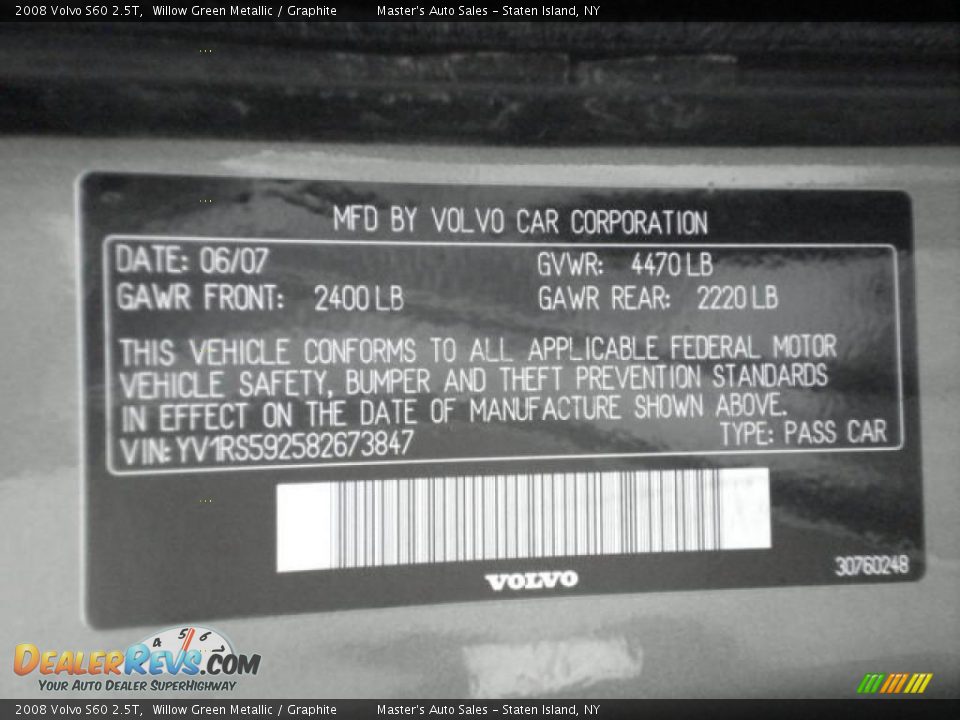 2008 Volvo S60 2.5T, Willow Green Metallic / Graphite Master's Auto Sales - Staten Island, NY
MFD BY VOLVO CAR CORPORATION
DATE: 06/07 GVWR: 4470 LB
GAWR FRONT: 2400 LB GAWR REAR: 2220 LB
THIS VEHICLE CONFORMS TO ALL APPLICABLE FEDERAL MOTOR
VEHICLE SAFETY, BUMPER AND THEFT PREVENTION STANDARDS
IN EFFECT ON THE DATE OF MANUFACTURE SHOWN ABOVE.
VIN: YV1RS592582673847 TYPE: PASS CAR
30760248
VOLVO
4 5 6
DEALERREVS.COM
YOUR AUTO DEALER SUPERHIGHWAY
2008 Volvo S60 2.5T, Willow Green Metallic / Graphite Master's Auto Sales - Staten Island, NY